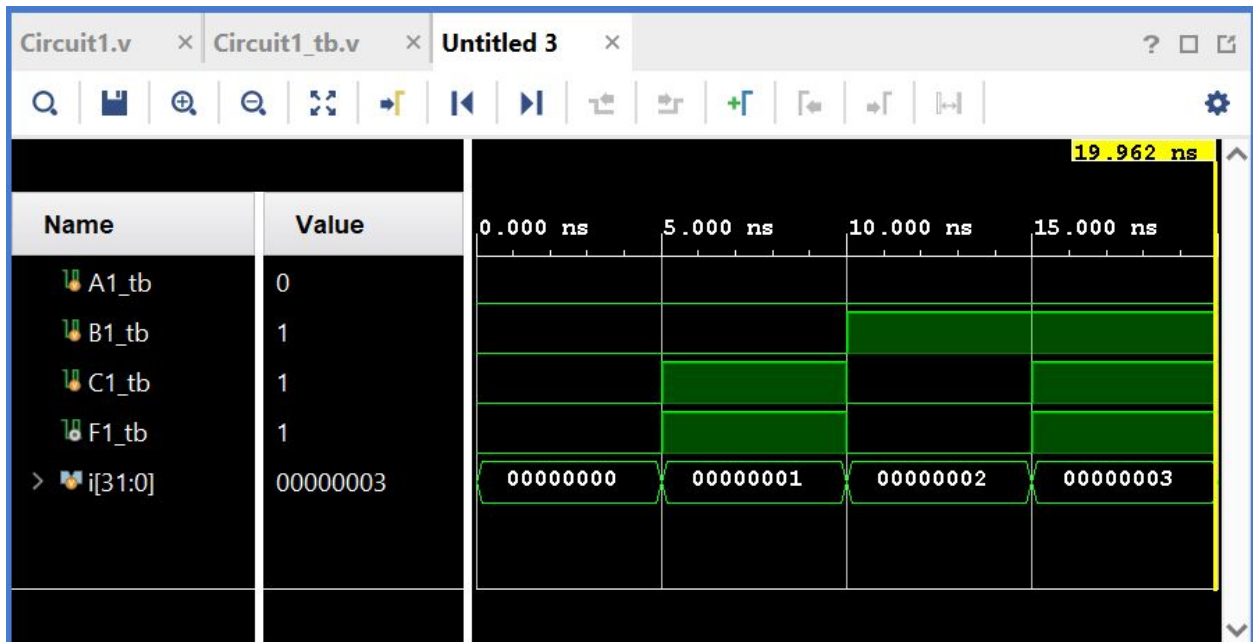 Circuit1.v × Circuit1_tb.v × Untitled 3 × ?
19.962 ns
Name Value 0.000 ns 5.000 ns 10.000 ns 15.000 ns
A1_tb 0
B1_tb 1
C1_tb 1
F1_tb 1
> i[31:0] 00000003 00000000 00000001 00000002 00000003